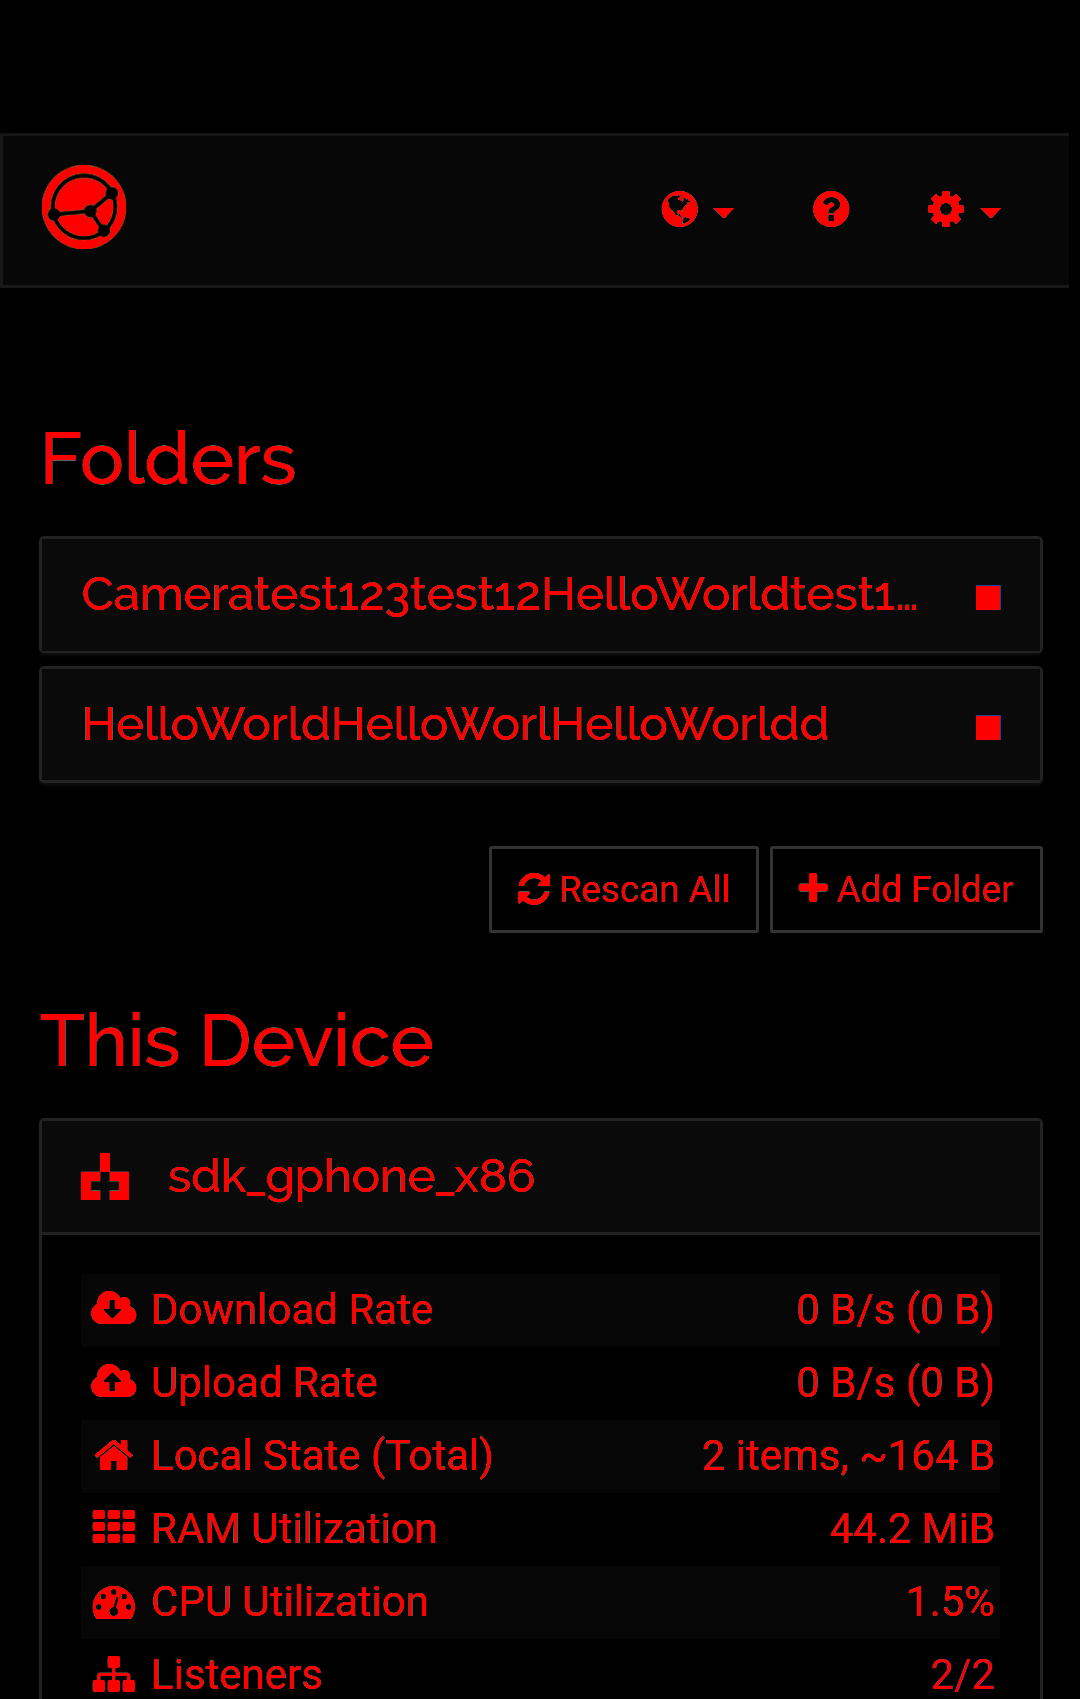 Folders
Cameratest123test12HelloWorldtest1...
HelloWorldHelloWorlHelloWorldd
Rescan All Add Folder
This Device
sdk_gphone_x86
Download Rate 0 B/s (0 B)
Upload Rate 0 B/s (0 B)
Local State (Total) 2 items, ~164 B
RAM Utilization 44.2 MiB
CPU Utilization 1.5%
Listeners 2/2